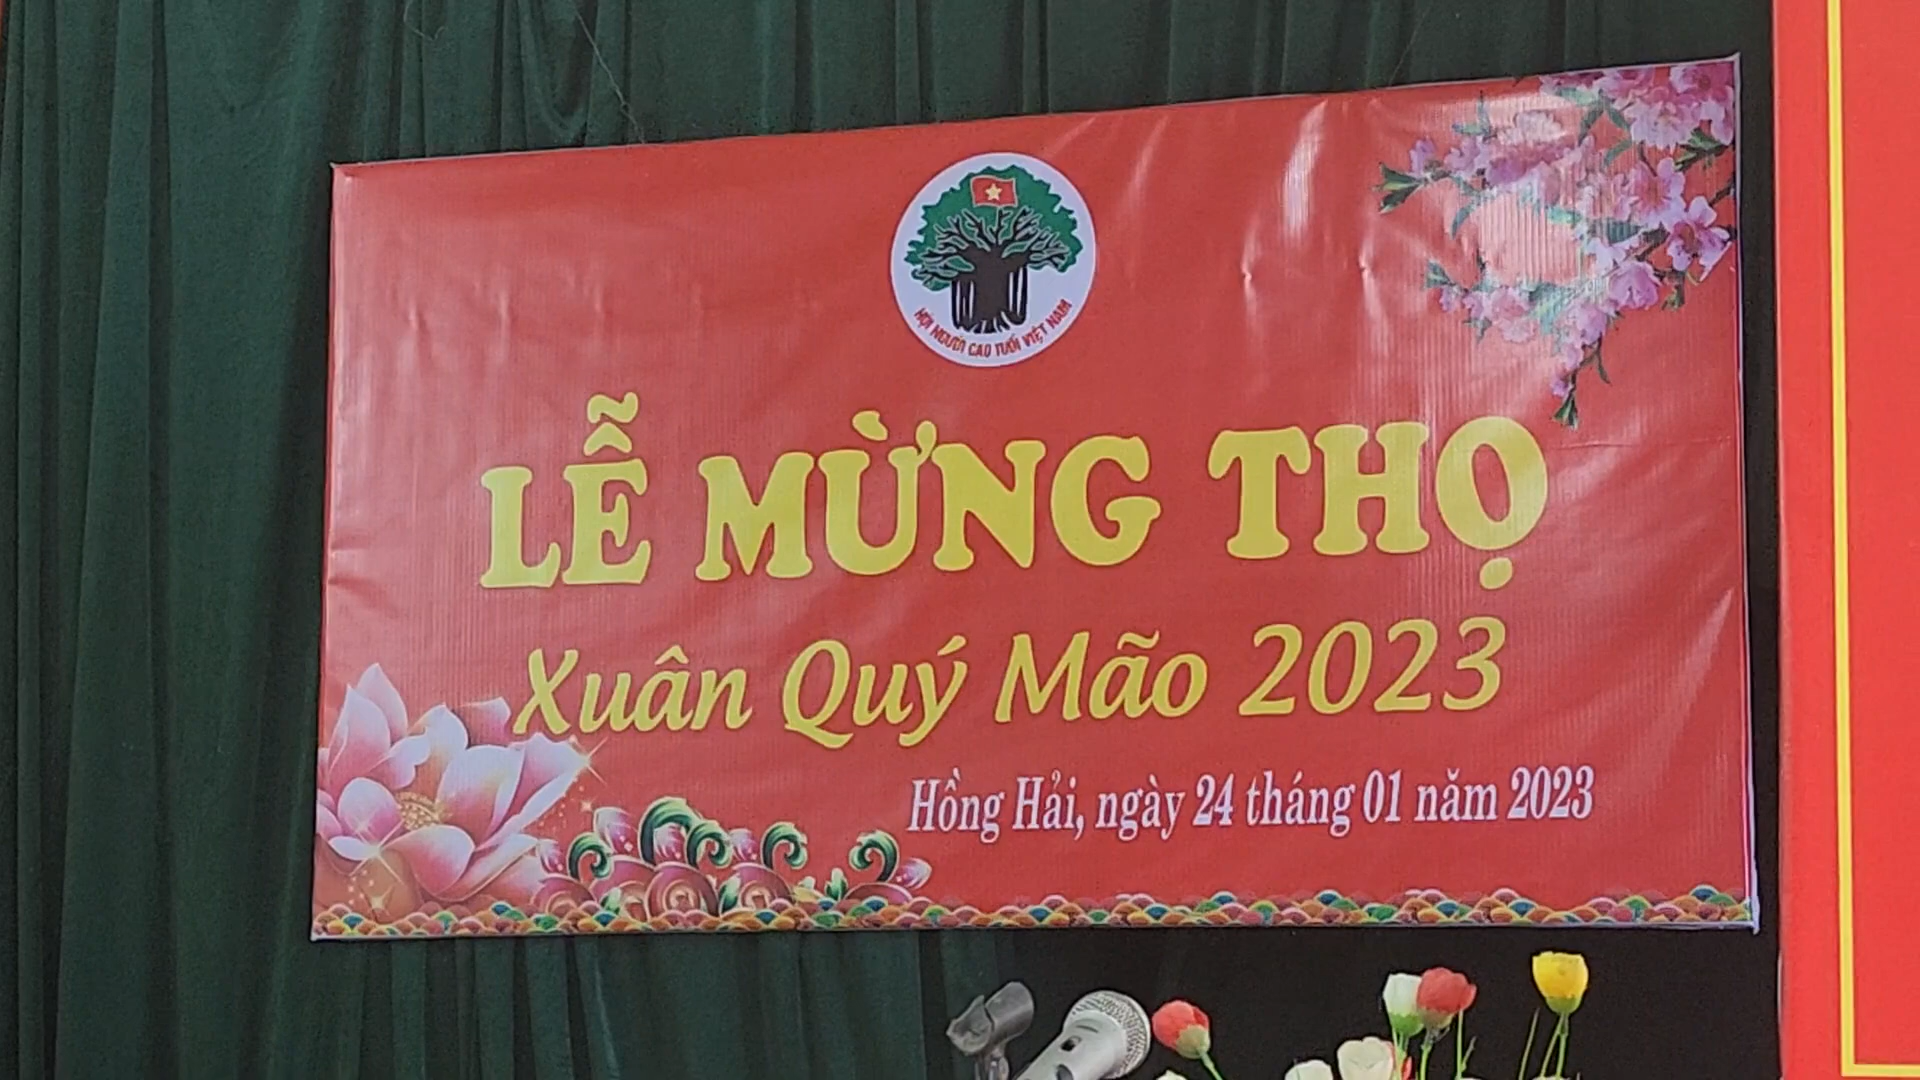 HỘI NGƯỜI CAO TUỔI VIỆT NAM
LỄ MỪNG THỌ
Xuân Quý Mão 2023
Hồng Hải, ngày 24 tháng 01 năm 2023